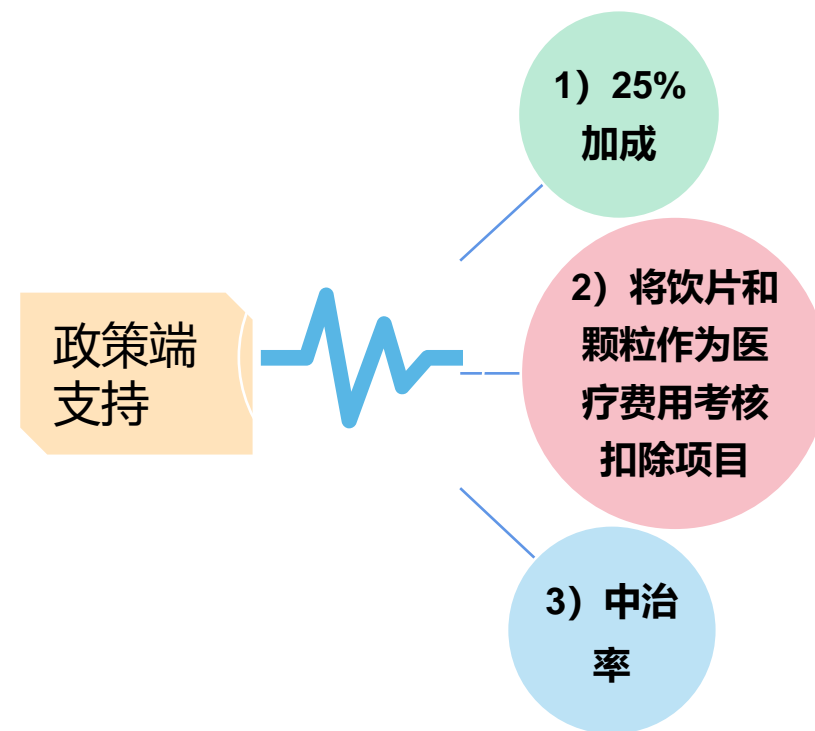 政策端
支持
1）25%
加成
2）将饮片和
颗粒作为医
疗费用考核
扣除项目
3）中治
率